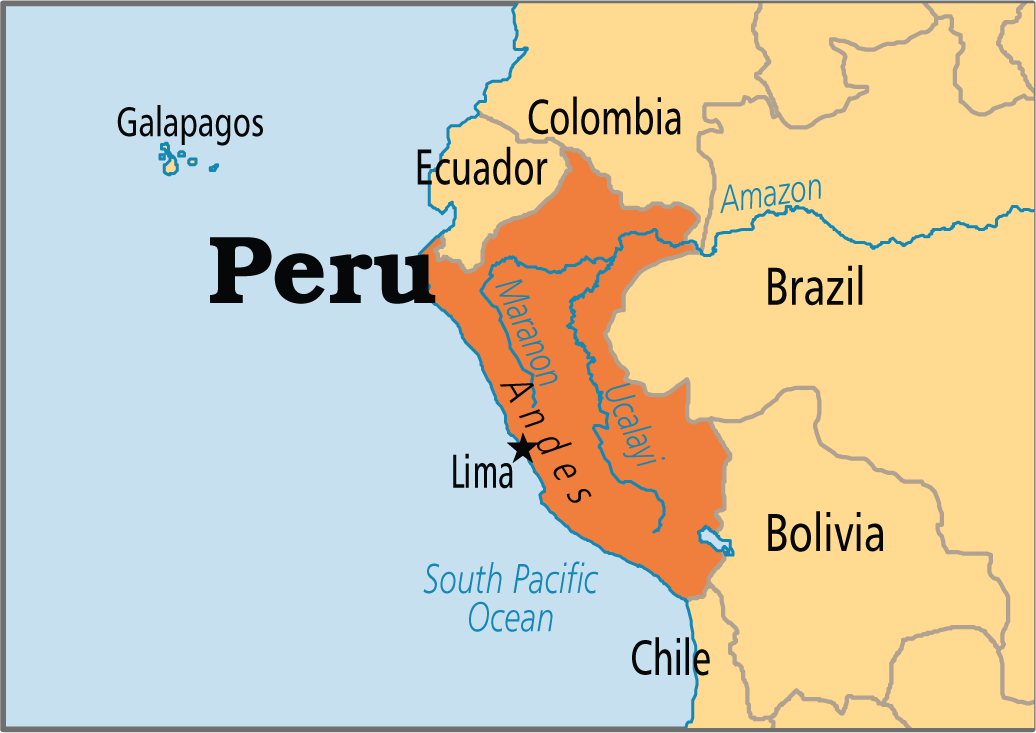 Galapagos
Colombia
Ecuador
Amazon
Peru
Brazil
Maranon
Andes
Ucalayi
Lima
Bolivia
South Pacific
Ocean
Chile